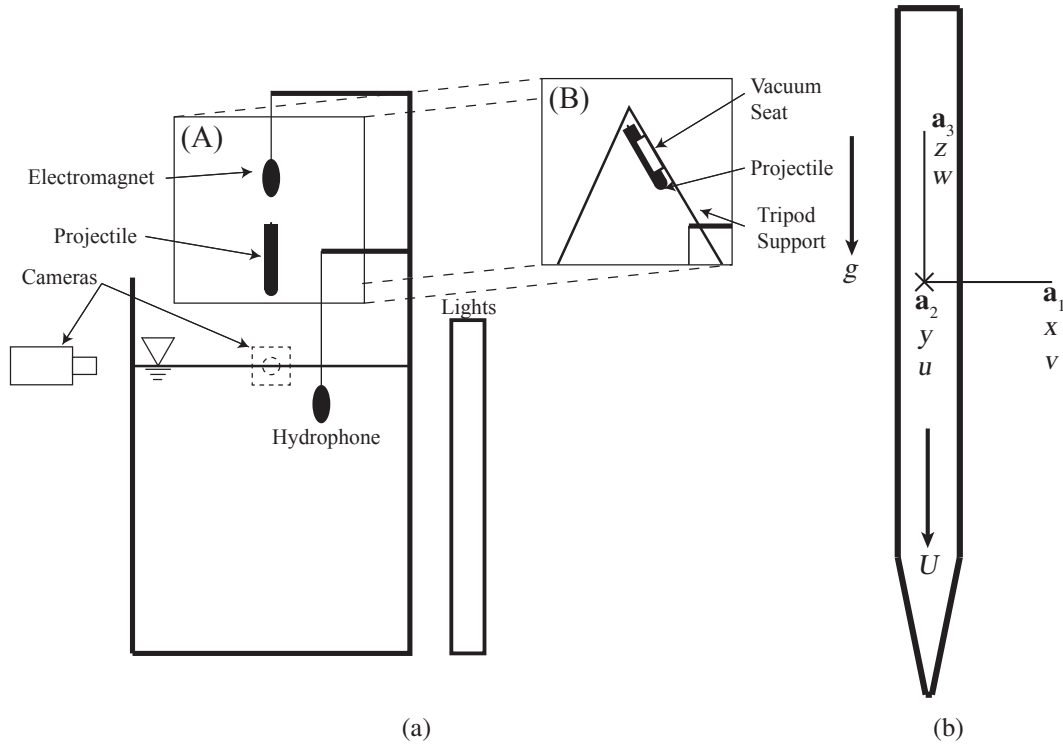 (A)
Electromagnet
Projectile
Cameras
Hydrophone
Lights
(B)
Vacuum
Seat
Projectile
Tripod
Support
g
a3
z
w
a2
y
u
a1
x
v
U
(a)
(b)